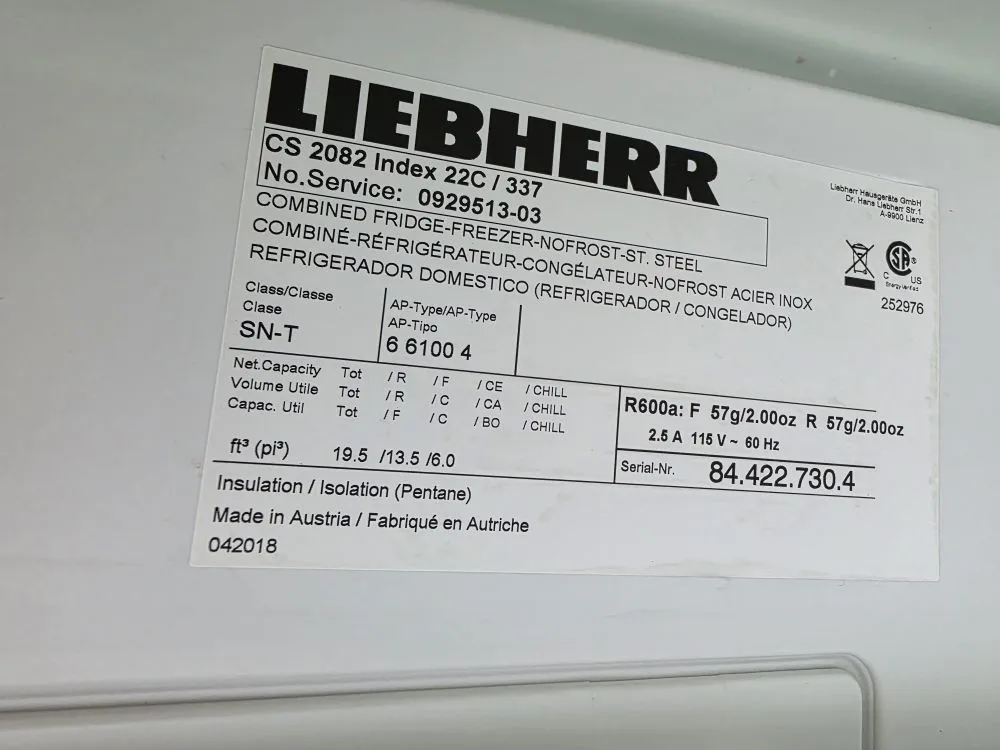 LIEBHERR
CS 2082 Index 22C / 337
No.Service: 0929513-03
COMBINED FRIDGE-FREEZER-NOFROST-ST. STEEL
COMBINÉ-RÉFRIGÉRATEUR-CONGÉLATEUR-NOFROST ACIER INOX
REFRIGERADOR DOMESTICO (REFRIGERADOR / CONGELADOR)
Liebherr Hausgeräte GmbH
Dr. Hans Liebherr Str.1
A-9900 Lienz
SA®
C US
Energy Verified
252976
Class/Classe
Clase
SN-T
AP-Type/AP-Type
AP-Tipo
6 6100 4
Net.Capacity Tot / R / F / CE / CHILL
Volume Utile Tot / R / C / CA / CHILL
Capac. Util Tot / F / C / BO / CHILL
ft³ (pi³) 19.5 /13.5 /6.0
R600a: F 57g/2.00oz R 57g/2.00oz
2.5 A 115 V ~ 60 Hz
Serial-Nr. 84.422.730.4
Insulation / Isolation (Pentane)
Made in Austria / Fabriqué en Autriche
042018